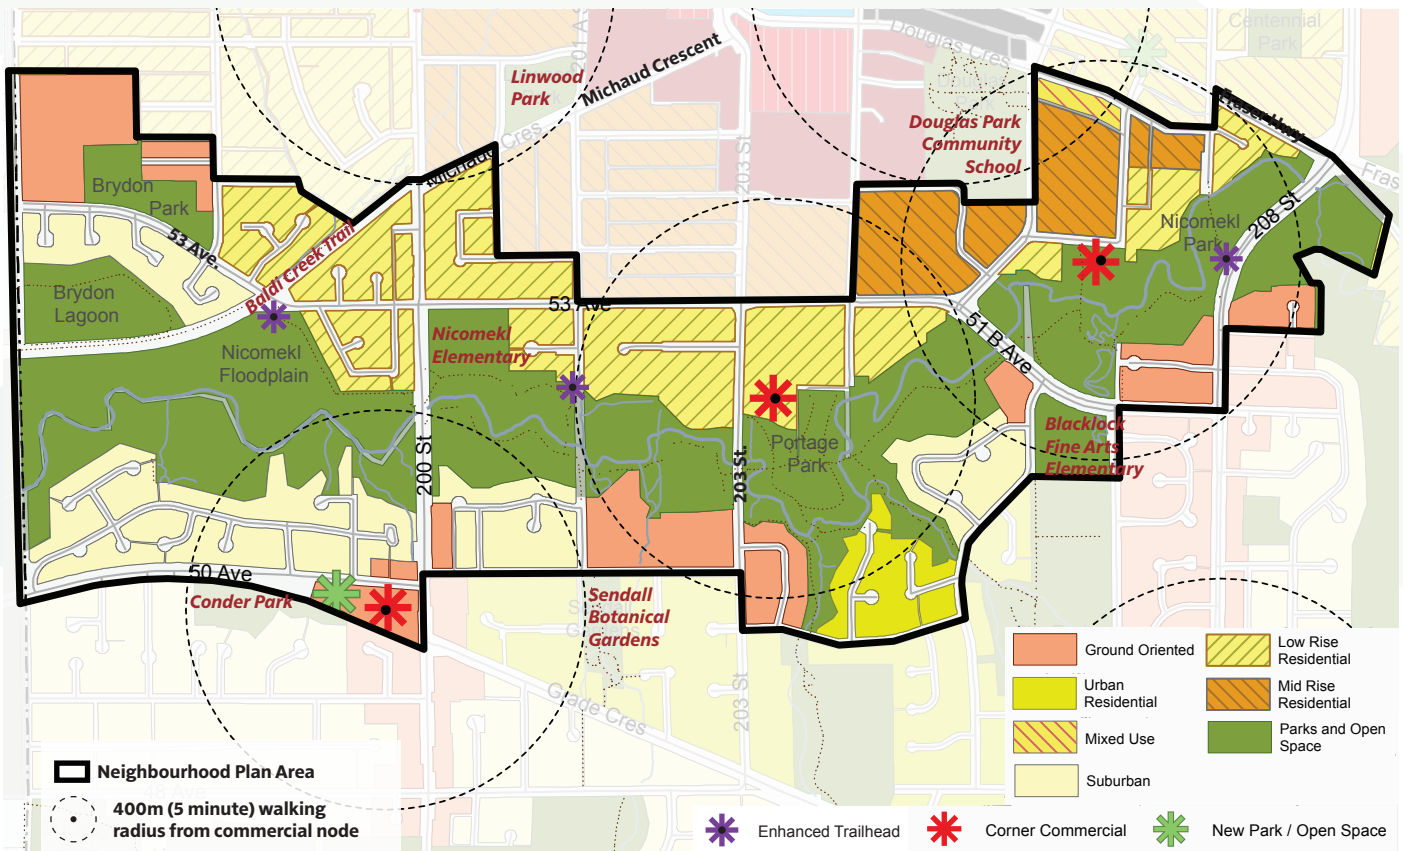 Centennial
Park
Douglas Cres
201 A S
Michaud Crescent
Linwood
Park
Michaud Cres
Douglas Park
Community
School
Fraser Hwy
Fras
203 St
Brydon
Park
53 Ave.
Baldi Creek Trail
Nicomekl
Park
208 St
Brydon
Lagoon
53 Ave
Nicomekl
Elementary
Nicomekl
Floodplain
51 B Ave
200 St
203 St.
Portage
Park
Blacklock
Fine Arts
Elementary
50 Ave
Conder Park
Sendall
Botanical
Gardens
Grade Cres
203 St
48 Ave
Neighbourhood Plan Area
400m (5 minute) walking
radius from commercial node
Ground Oriented
Low Rise
Residential
Urban
Residential
Mid Rise
Residential
Mixed Use
Parks and Open
Space
Suburban
Enhanced Trailhead
Corner Commercial
New Park / Open Space